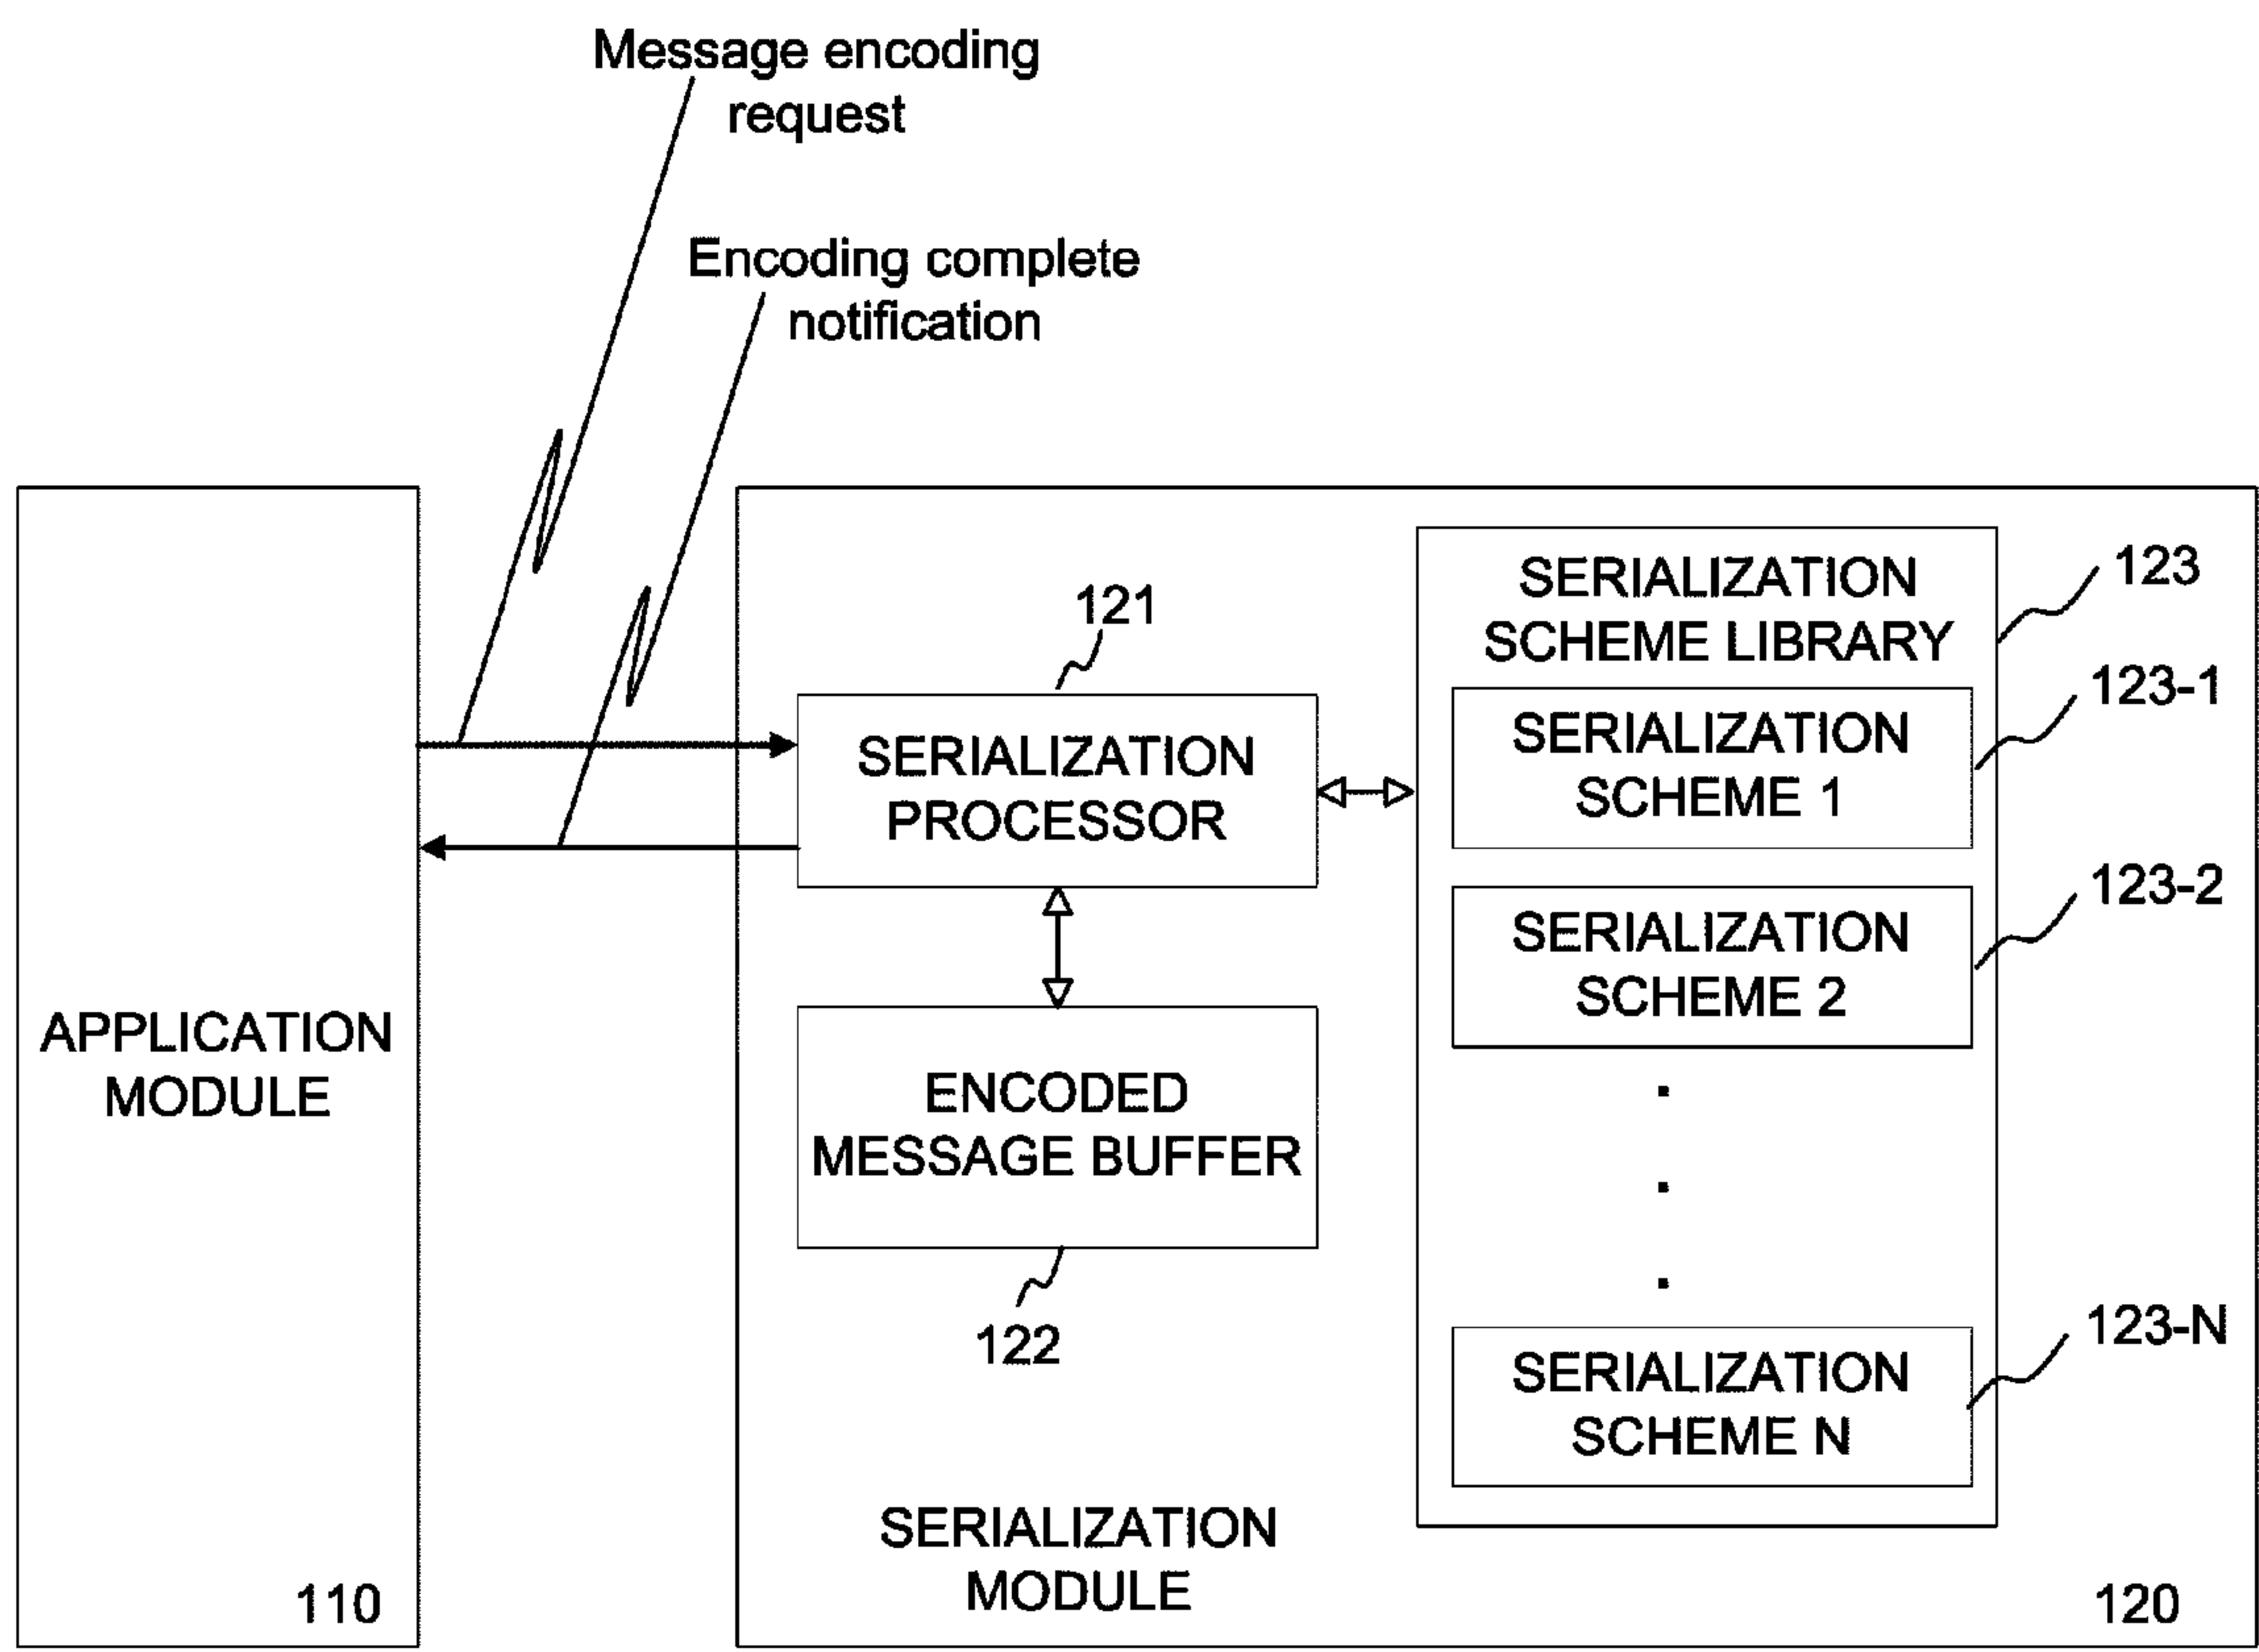 Message encoding
request
Encoding complete
notification
APPLICATION
MODULE
110
121
SERIALIZATION
PROCESSOR
ENCODED
MESSAGE BUFFER
122
SERIALIZATION
MODULE
SERIALIZATION
SCHEME LIBRARY
123
SERIALIZATION
SCHEME 1
123-1
SERIALIZATION
SCHEME 2
123-2
.
.
.
SERIALIZATION
SCHEME N
123-N
120